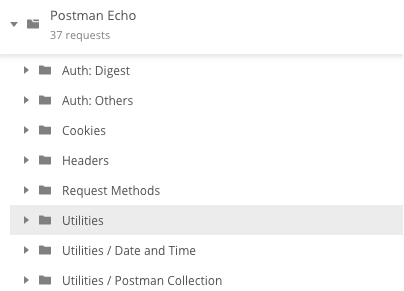 Postman Echo
37 requests
Auth: Digest
Auth: Others
Cookies
Headers
Request Methods
Utilities
Utilities / Date and Time
Utilities / Postman Collection